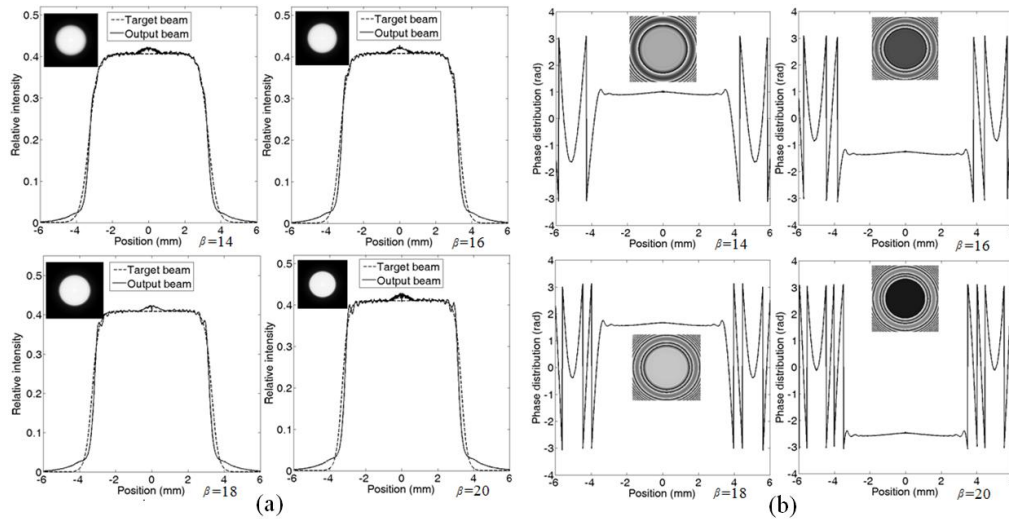 Target beam
Output beam
Relative intensity
0.5
0.4
0.3
0.2
0.1
0
-6 -4 -2 0 2 4 6
Position (mm)
β=14
Target beam
Output beam
Relative intensity
0.5
0.4
0.3
0.2
0.1
0
-6 -4 -2 0 2 4 6
Position (mm)
β=16
Target beam
Output beam
Relative intensity
0.5
0.4
0.3
0.2
0.1
0
-6 -4 -2 0 2 4 6
Position (mm)
β=18
Target beam
Output beam
Relative intensity
0.5
0.4
0.3
0.2
0.1
0
-6 -4 -2 0 2 4 6
Position (mm)
β=20
(a)
Phase distribution (rad)
4
3
2
1
0
-1
-2
-3
-4
-6 -4 -2 0 2 4 6
Position (mm)
β=14
Phase distribution (rad)
4
3
2
1
0
-1
-2
-3
-4
-6 -4 -2 0 2 4 6
Position (mm)
β=16
Phase distribution (rad)
4
3
2
1
0
-1
-2
-3
-4
-6 -4 -2 0 2 4 6
Position (mm)
β=18
Phase distribution (rad)
4
3
2
1
0
-1
-2
-3
-4
-6 -4 -2 0 2 4 6
Position (mm)
β=20
(b)